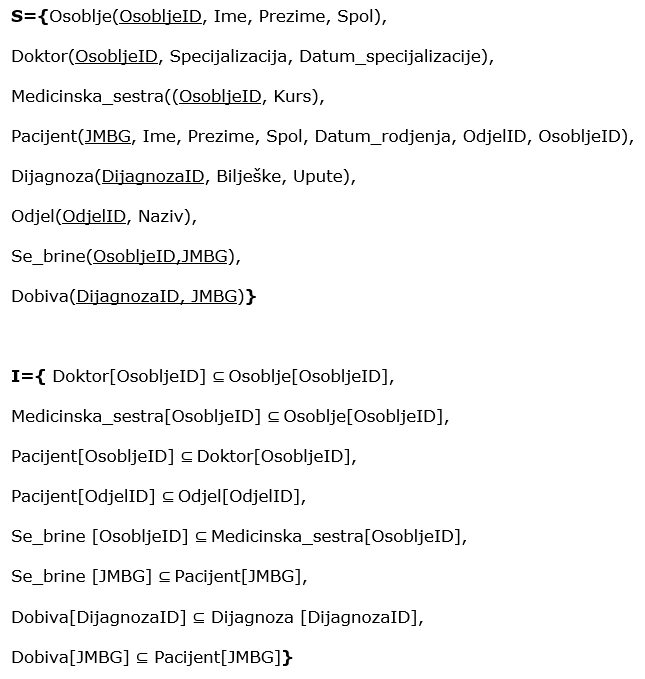 S={Osoblje(OsobljeID, Ime, Prezime, Spol),
Doktor(OsobljeID, Specijalizacija, Datum_specijalizacije),
Medicinska_sestra((OsobljeID, Kurs),
Pacijent(JMBG, Ime, Prezime, Spol, Datum_rodjenja, OdjelID, OsobljeID),
Dijagnoza(DijagnozaID, Bilješke, Upute),
Odjel(OdjelID, Naziv),
Se_brine(OsobljeID,JMBG),
Dobiva(DijagnozaID, JMBG)}
I={ Doktor[OsobljeID] ⊆ Osoblje[OsobljeID],
Medicinska_sestra[OsobljeID] ⊆ Osoblje[OsobljeID],
Pacijent[OsobljeID] ⊆ Doktor[OsobljeID],
Pacijent[OdjelID] ⊆ Odjel[OdjelID],
Se_brine [OsobljeID] ⊆ Medicinska_sestra[OsobljeID],
Se_brine [JMBG] ⊆ Pacijent[JMBG],
Dobiva[DijagnozaID] ⊆ Dijagnoza [DijagnozaID],
Dobiva[JMBG] ⊆ Pacijent[JMBG]}